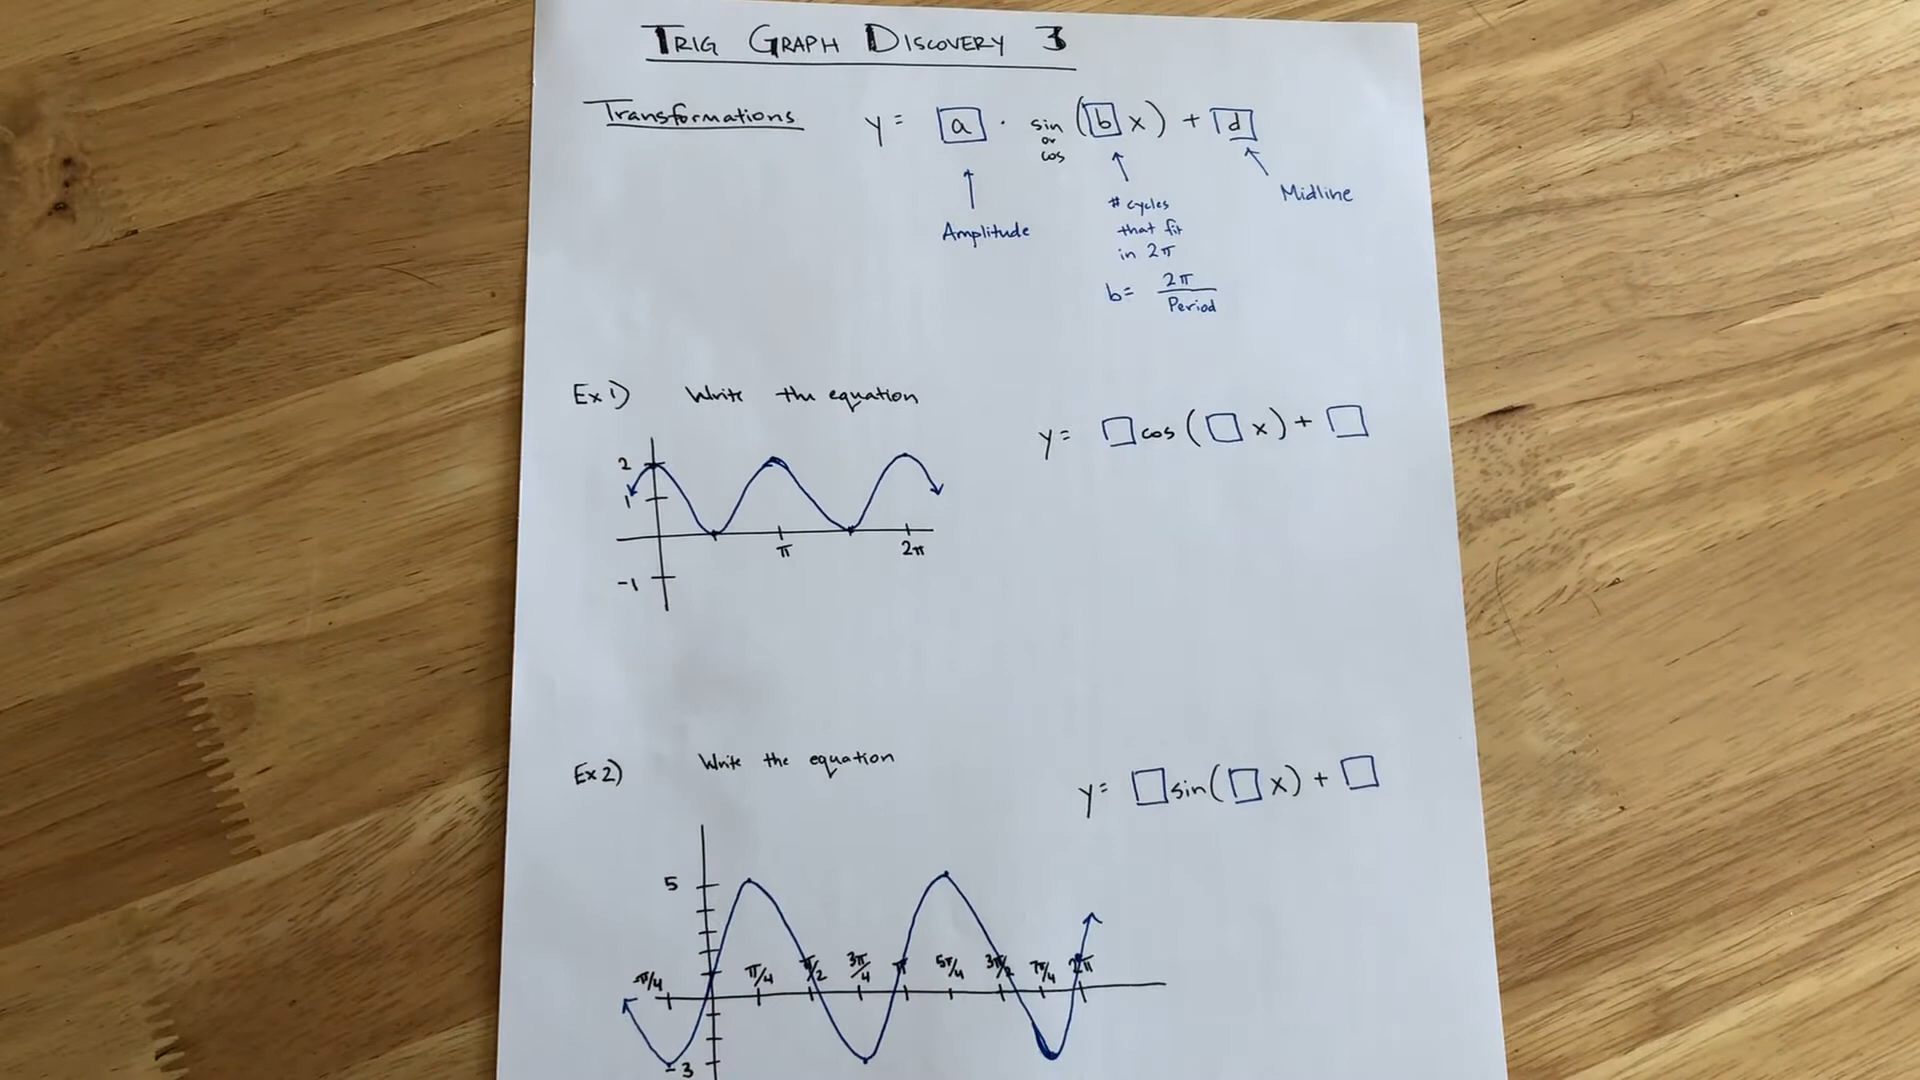 TRIG GRAPH DISCOVERY 3
Transformations
y = a · sin or cos (b x) + d
Amplitude
# cycles
that fit
in 2π
b = 2π / Period
Midline
Ex 1) Write the equation
y = □ cos (□ x) + □
2
1
-1
π
2π
Ex 2) Write the equation
y = □ sin (□ x) + □
5
-π/4
π/4
π/2
3π/4
π
5π/4
3π/2
7π/4
2π
-3